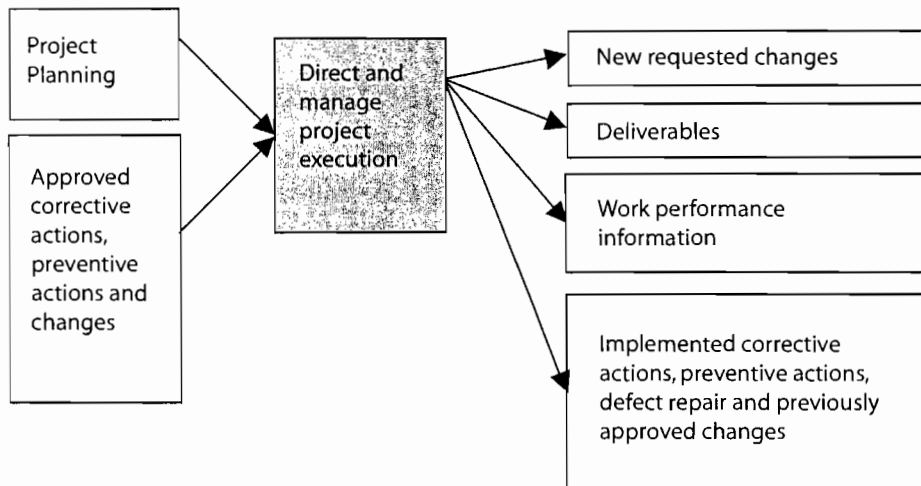 Project
Planning
Approved
corrective
actions,
preventive
actions and
changes
Direct and
manage
project
execution
New requested changes
Deliverables
Work performance
information
Implemented corrective
actions, preventive actions,
defect repair and previously
approved changes